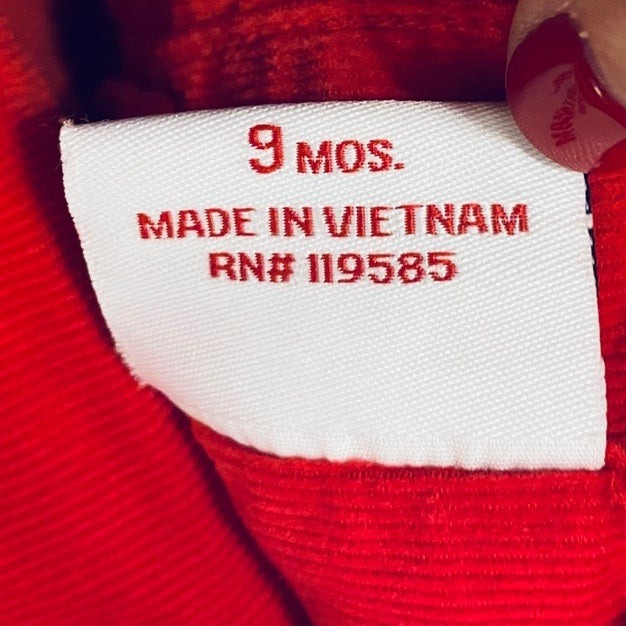 9 MOS.
MADE IN VIETNAM
RN# 119585